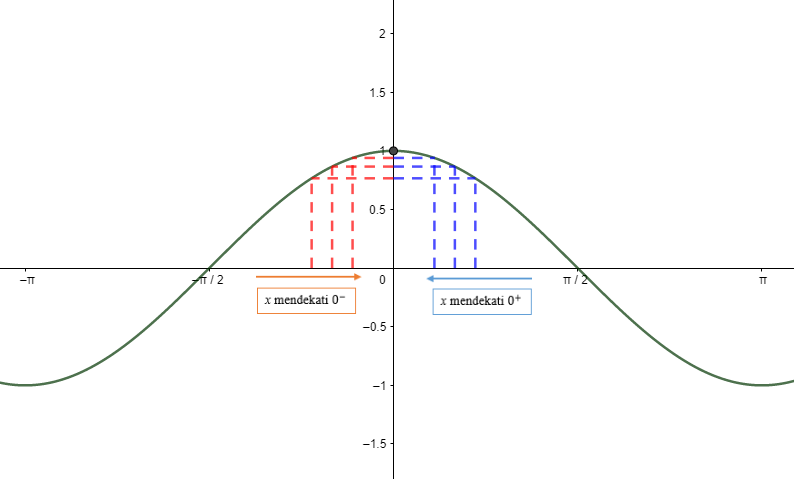 2
1.5
1
0.5
−π
−π / 2
0
π / 2
π
x mendekati 0⁻
x mendekati 0⁺
−0.5
−1
−1.5